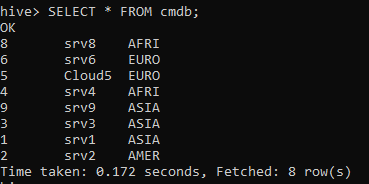 hive> SELECT * FROM cmdb;
OK
8 srv8 AFRI
6 srv6 EURO
5 Cloud5 EURO
4 srv4 AFRI
9 srv9 ASIA
3 srv3 ASIA
1 srv1 ASIA
2 srv2 AMER
Time taken: 0.172 seconds, Fetched: 8 row(s)